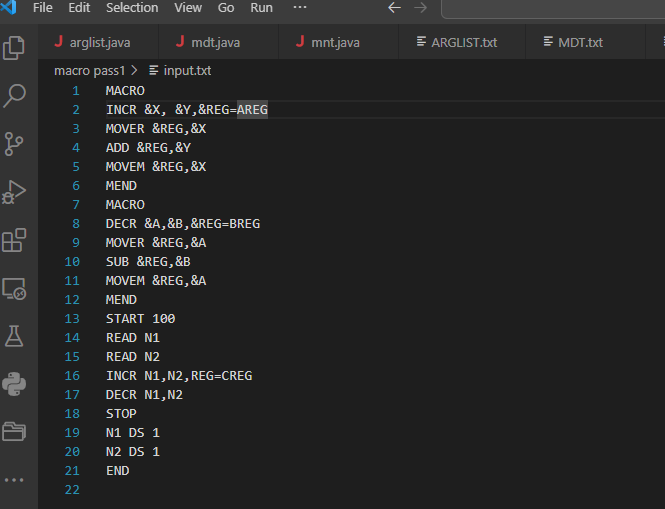 File Edit Selection View Go Run ...
arglist.java mdt.java mnt.java ARGLIST.txt MDT.txt
macro pass1 > input.txt
1 MACRO
2 INCR &X, &Y,&REG=AREG
3 MOVER &REG,&X
4 ADD &REG,&Y
5 MOVEM &REG,&X
6 MEND
7 MACRO
8 DECR &A,&B,&REG=BREG
9 MOVER &REG,&A
10 SUB &REG,&B
11 MOVEM &REG,&A
12 MEND
13 START 100
14 READ N1
15 READ N2
16 INCR N1,N2,REG=CREG
17 DECR N1,N2
18 STOP
19 N1 DS 1
20 N2 DS 1
21 END
22